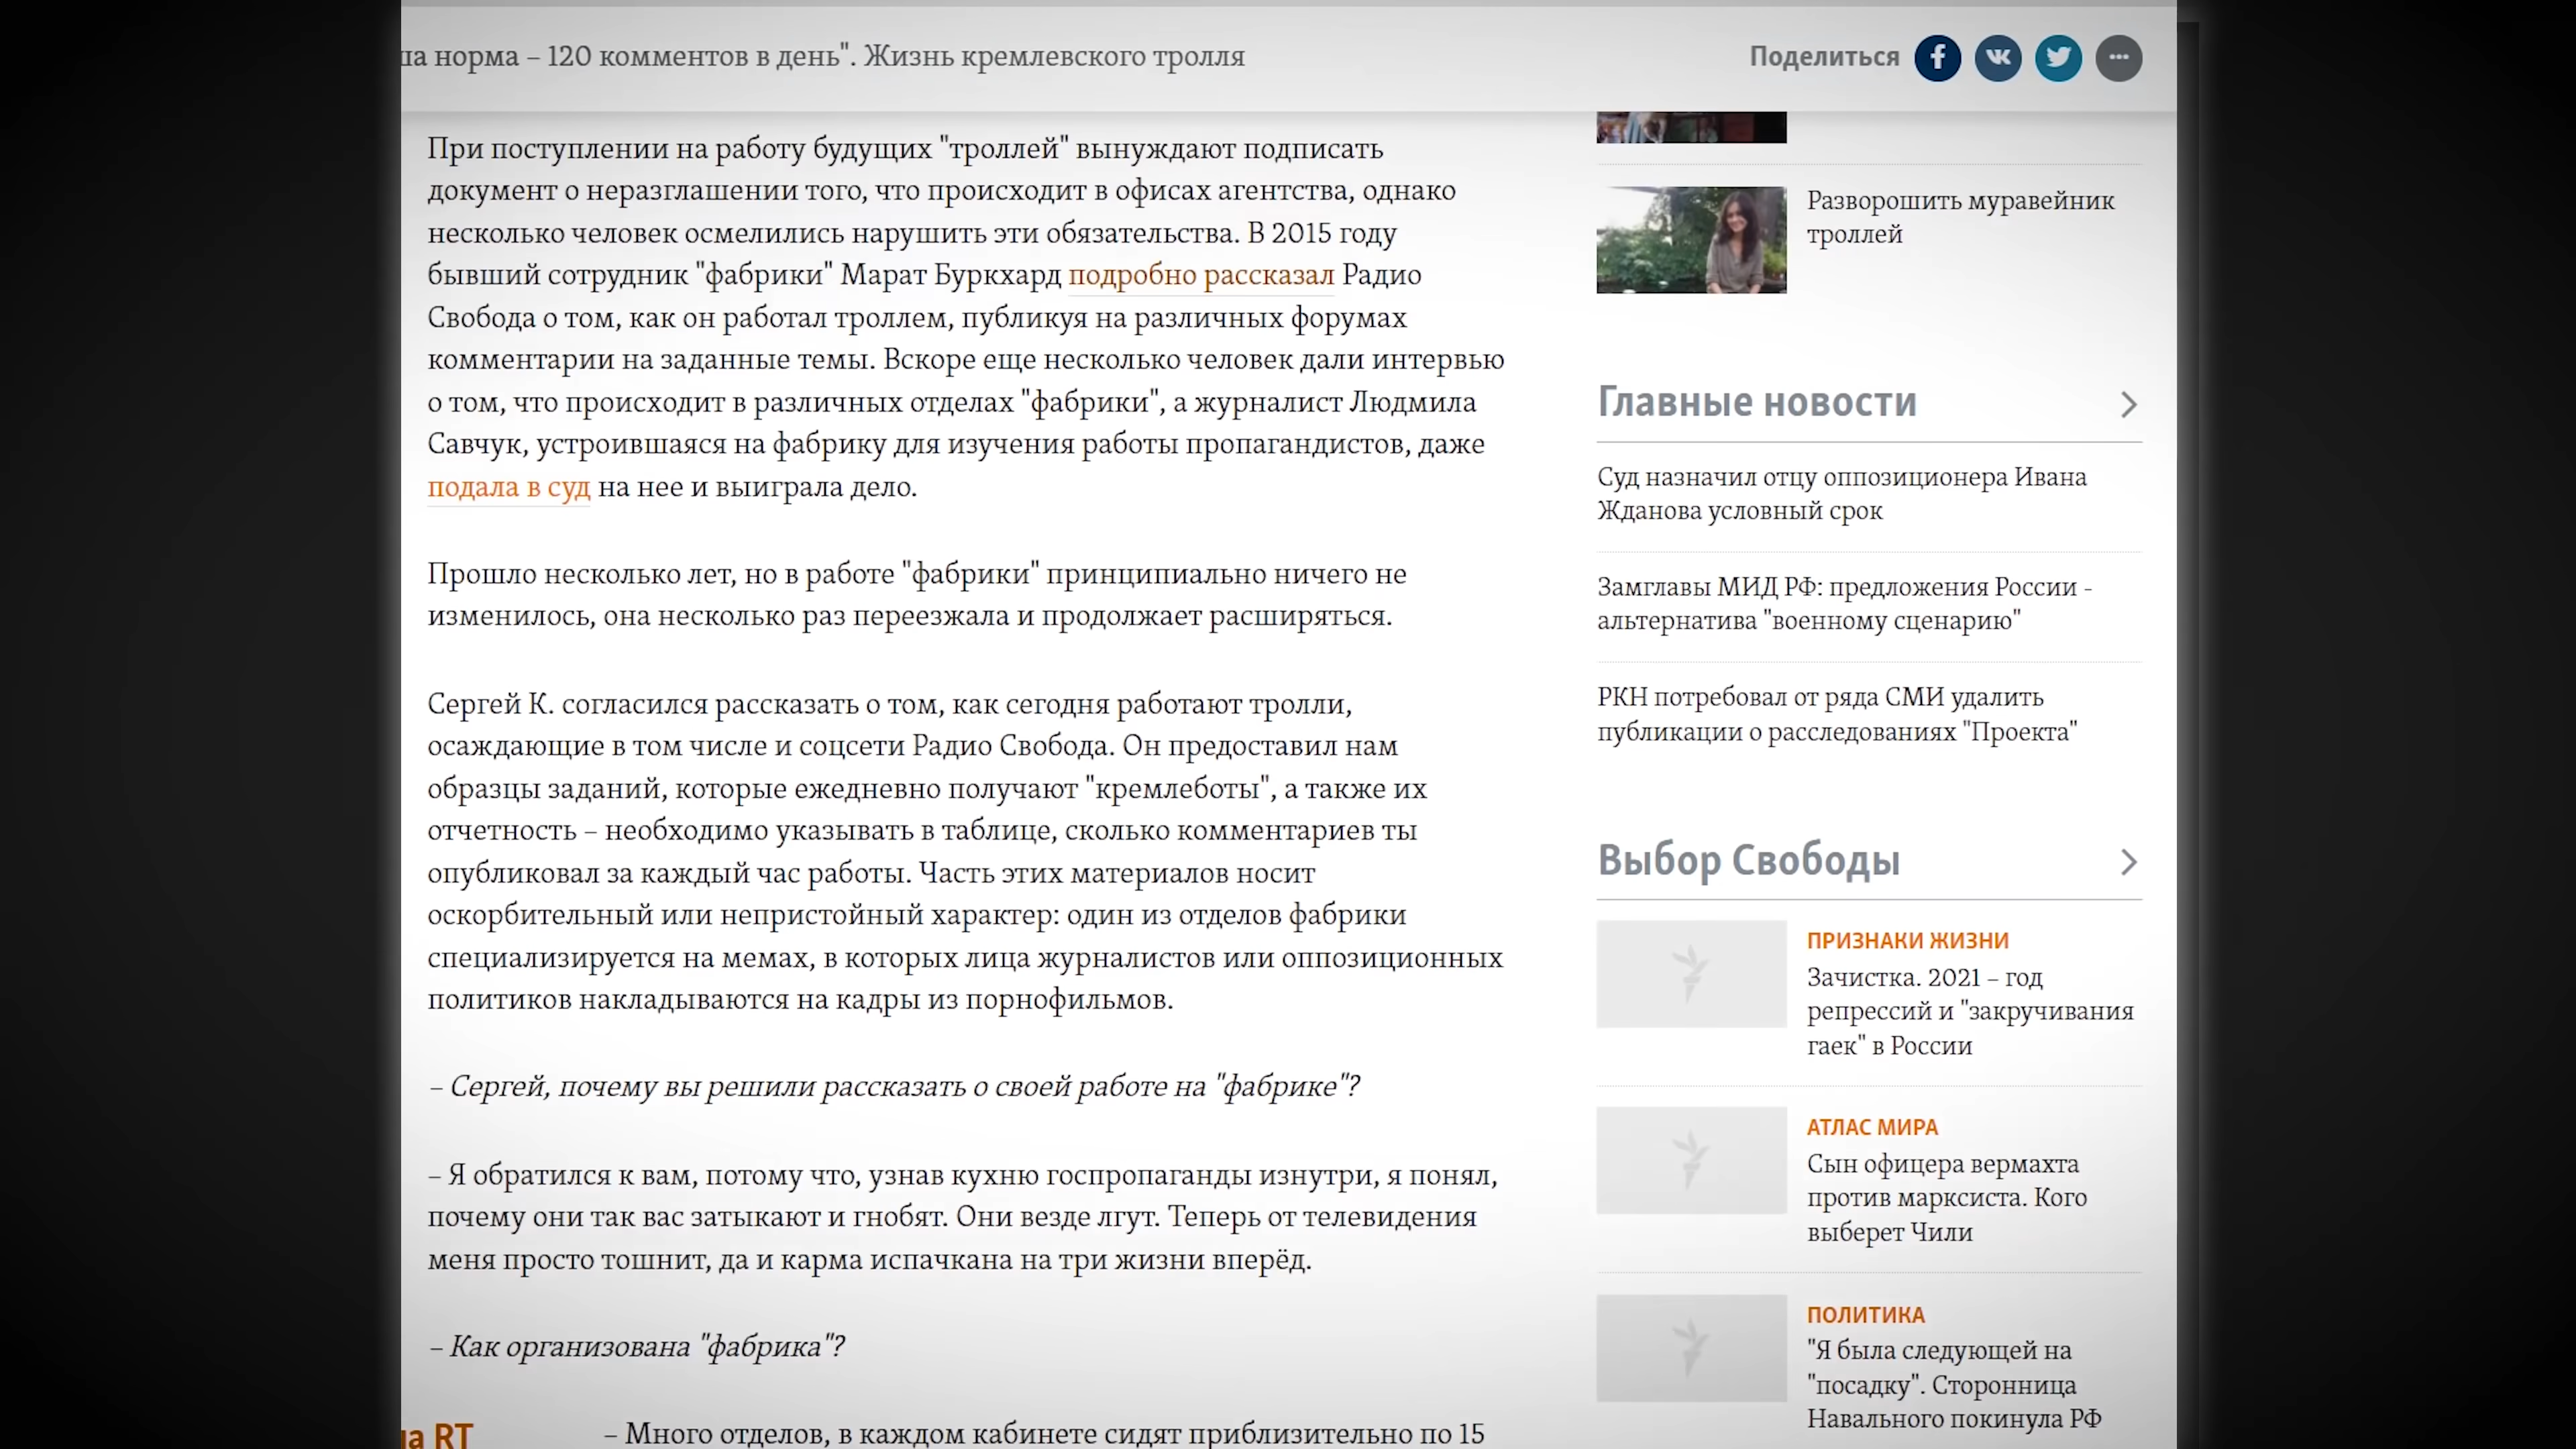 ша норма – 120 комментов в день". Жизнь кремлевского тролля
Поделиться
При поступлении на работу будущих "троллей" вынуждают подписать
документ о неразглашении того, что происходит в офисах агентства, однако
несколько человек осмелились нарушить эти обязательства. В 2015 году
бывший сотрудник "фабрики" Марат Буркхард подробно рассказал Радио
Свобода о том, как он работал троллем, публикуя на различных форумах
комментарии на заданные темы. Вскоре еще несколько человек дали интервью
о том, что происходит в различных отделах "фабрики", а журналист Людмила
Савчук, устроившаяся на фабрику для изучения работы пропагандистов, даже
подала в суд на нее и выиграла дело.
Прошло несколько лет, но в работе "фабрики" принципиально ничего не
изменилось, она несколько раз переезжала и продолжает расширяться.
Сергей К. согласился рассказать о том, как сегодня работают тролли,
осаждающие в том числе и соцсети Радио Свобода. Он предоставил нам
образцы заданий, которые ежедневно получают "кремлеботы", а также их
отчетность – необходимо указывать в таблице, сколько комментариев ты
опубликовал за каждый час работы. Часть этих материалов носит
оскорбительный или непристойный характер: один из отделов фабрики
специализируется на мемах, в которых лица журналистов или оппозиционных
политиков накладываются на кадры из порнофильмов.
– Сергей, почему вы решили рассказать о своей работе на "фабрике"?
– Я обратился к вам, потому что, узнав кухню госпропаганды изнутри, я понял,
почему они так вас затыкают и гнобят. Они везде лгут. Теперь от телевидения
меня просто тошнит, да и карма испачкана на три жизни вперёд.
– Как организована "фабрика"?
на RT
– Много отделов, в каждом кабинете сидят приблизительно по 15
Разворошить муравейник
троллей
Главные новости
Суд назначил отцу оппозиционера Ивана
Жданова условный срок
Замглавы МИД РФ: предложения России -
альтернатива "военному сценарию"
РКН потребовал от ряда СМИ удалить
публикации о расследованиях "Проекта"
Выбор Свободы
ПРИЗНАКИ ЖИЗНИ
Зачистка. 2021 – год
репрессий и "закручивания
гаек" в России
АТЛАС МИРА
Сын офицера вермахта
против марксиста. Кого
выберет Чили
ПОЛИТИКА
"Я была следующей на
"посадку". Сторонница
Навального покинула РФ